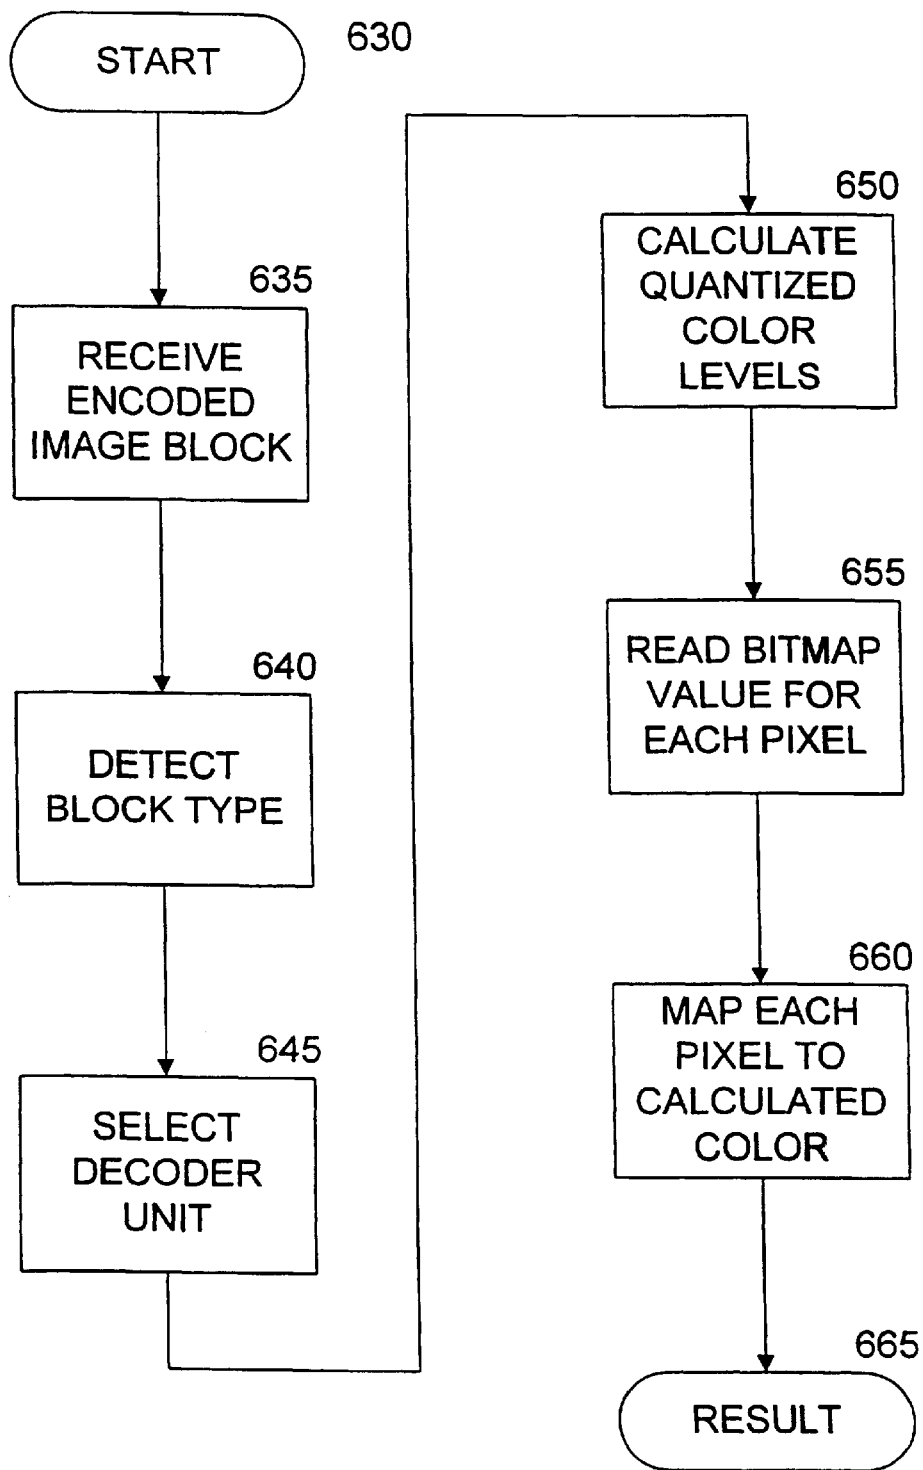 START
630
635
RECEIVE
ENCODED
IMAGE BLOCK
640
DETECT
BLOCK TYPE
645
SELECT
DECODER
UNIT
650
CALCULATE
QUANTIZED
COLOR
LEVELS
655
READ BITMAP
VALUE FOR
EACH PIXEL
660
MAP EACH
PIXEL TO
CALCULATED
COLOR
665
RESULT